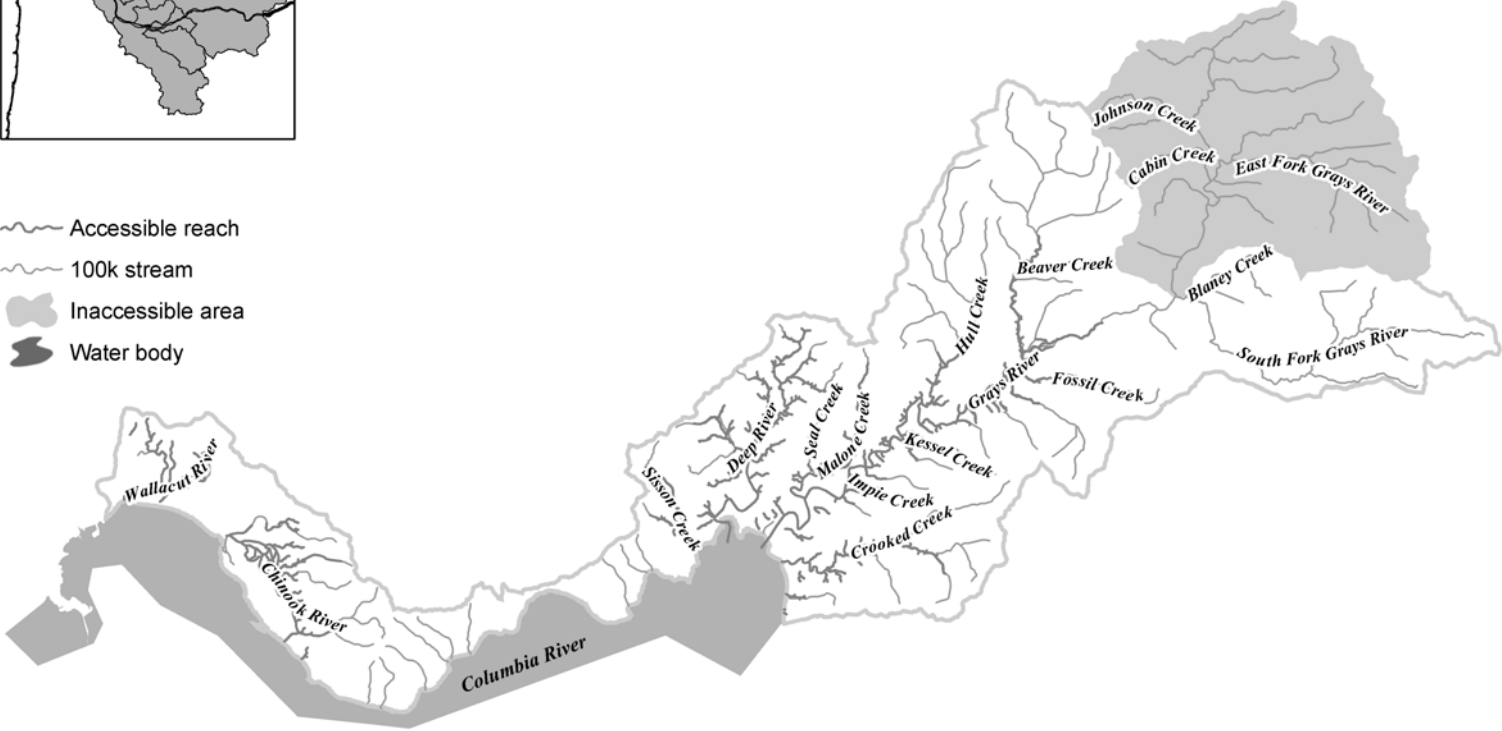 Accessible reach
100k stream
Inaccessible area
Water body
Johnson Creek
Cabin Creek
East Fork Grays River
Beaver Creek
Blaney Creek
Hull Creek
South Fork Grays River
Grays River
Fossil Creek
Seal Creek
Malone Creek
Deep River
Kessel Creek
Wallacut River
Sisson Creek
Impie Creek
Crooked Creek
Chinook River
Columbia River